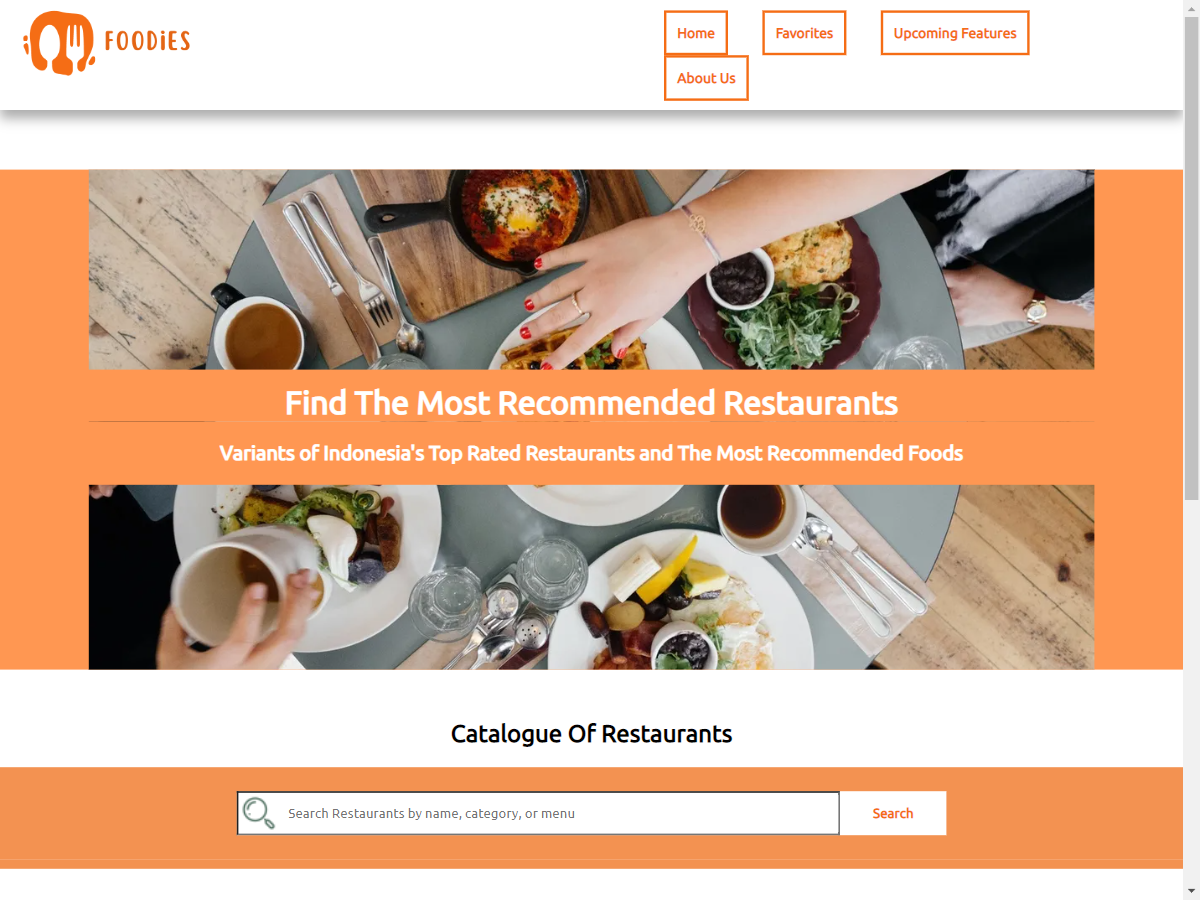 FOODiES
Home
Favorites
Upcoming Features
About Us
Find The Most Recommended Restaurants
Variants of Indonesia's Top Rated Restaurants and The Most Recommended Foods
Catalogue Of Restaurants
Search Restaurants by name, category, or menu
Search